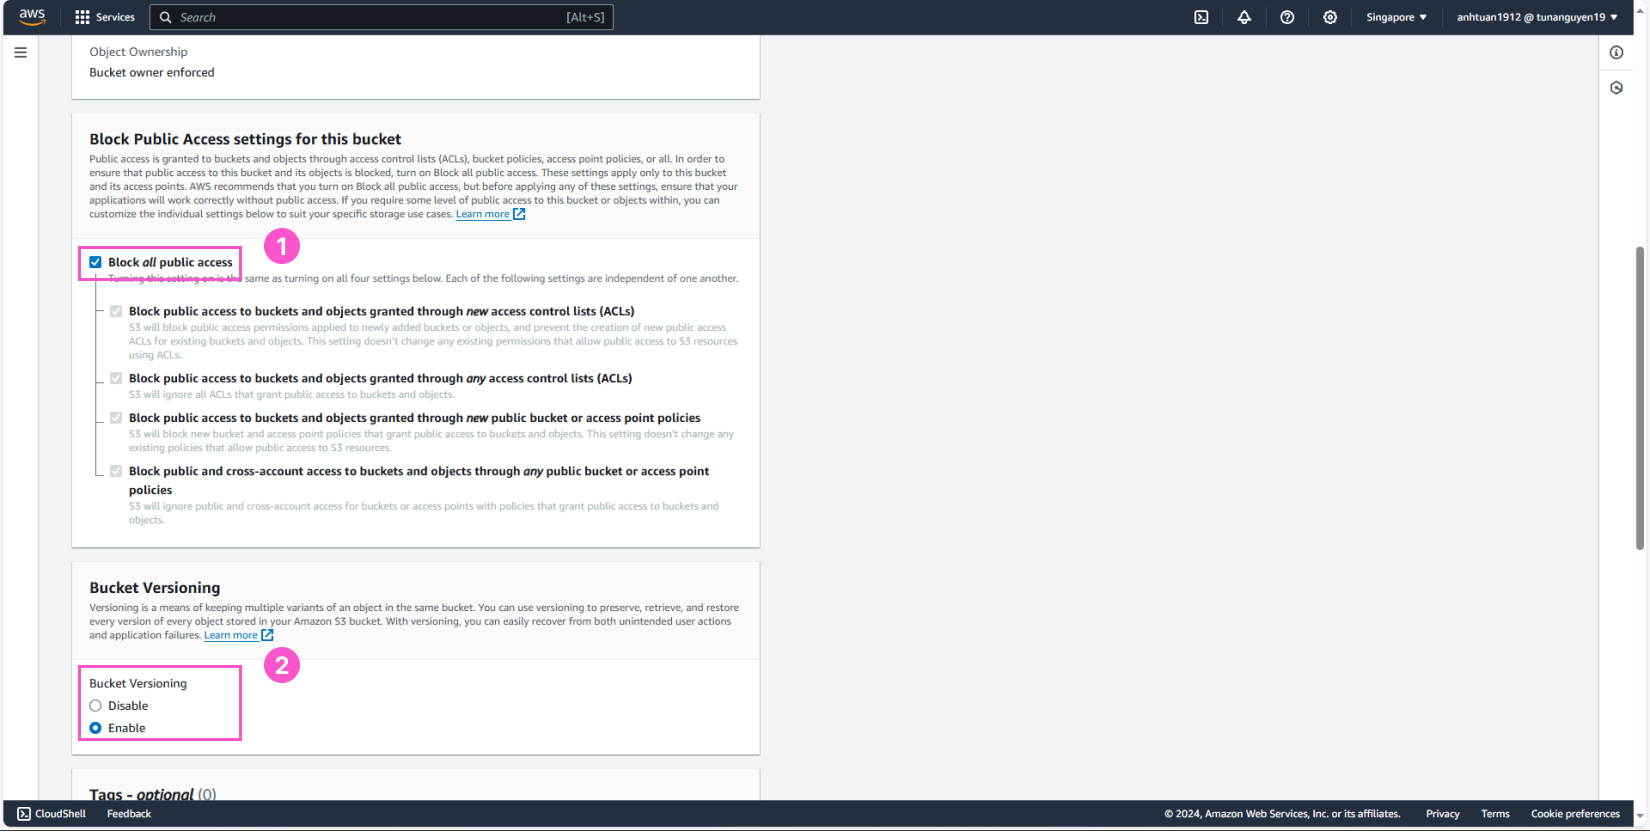 aws
Services
Search
[Alt+S]
Singapore
anhtuan1912 @ tunanguyen19
Object Ownership
Bucket owner enforced
Block Public Access settings for this bucket
Public access is granted to buckets and objects through access control lists (ACLs), bucket policies, access point policies, or all. In order to
ensure that public access to this bucket and its objects is blocked, turn on Block all public access. These settings apply only to this bucket
and its access points. AWS recommends that you turn on Block all public access, but before applying any of these settings, ensure that your
applications will work correctly without public access. If you require some level of public access to this bucket or objects within, you can
customize the individual settings below to suit your specific storage use cases. Learn more
1
Block all public access
Turning this setting on is the same as turning on all four settings below. Each of the following settings are independent of one another.
Block public access to buckets and objects granted through new access control lists (ACLs)
S3 will block public access permissions applied to newly added buckets or objects, and prevent the creation of new public access
ACLs for existing buckets and objects. This setting doesn't change any existing permissions that allow public access to S3 resources
using ACLs.
Block public access to buckets and objects granted through any access control lists (ACLs)
S3 will ignore all ACLs that grant public access to buckets and objects.
Block public access to buckets and objects granted through new public bucket or access point policies
S3 will block new bucket and access point policies that grant public access to buckets and objects. This setting doesn't change any
existing policies that allow public access to S3 resources.
Block public and cross-account access to buckets and objects through any public bucket or access point
policies
S3 will ignore public and cross-account access for buckets or access points with policies that grant public access to buckets and
objects.
Bucket Versioning
Versioning is a means of keeping multiple variants of an object in the same bucket. You can use versioning to preserve, retrieve, and restore
every version of every object stored in your Amazon S3 bucket. With versioning, you can easily recover from both unintended user actions
and application failures. Learn more
2
Bucket Versioning
Disable
Enable
Tags - optional (0)
CloudShell
Feedback
© 2024, Amazon Web Services, Inc. or its affiliates.
Privacy
Terms
Cookie preferences